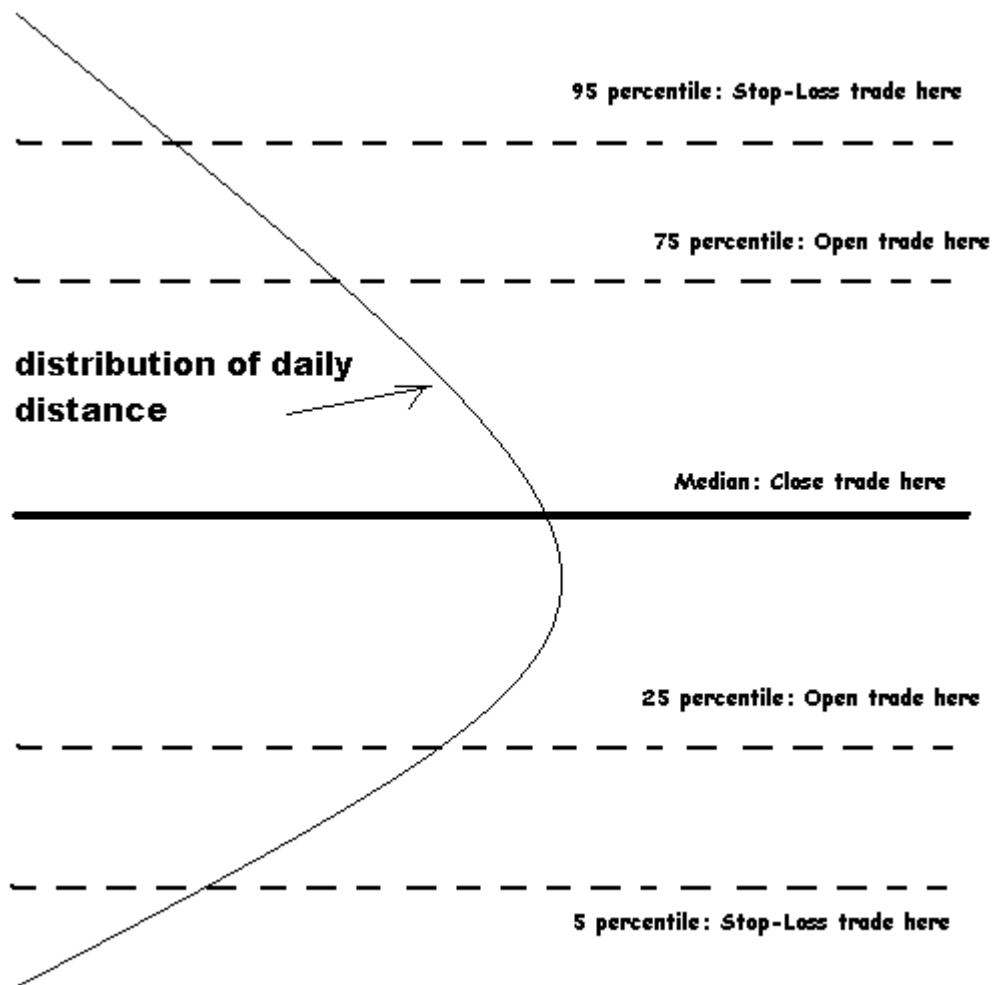 95 percentile: Stop-Loss trade here
75 percentile: Open trade here
distribution of daily
distance
Median: Close trade here
25 percentile: Open trade here
5 percentile: Stop-Loss trade here